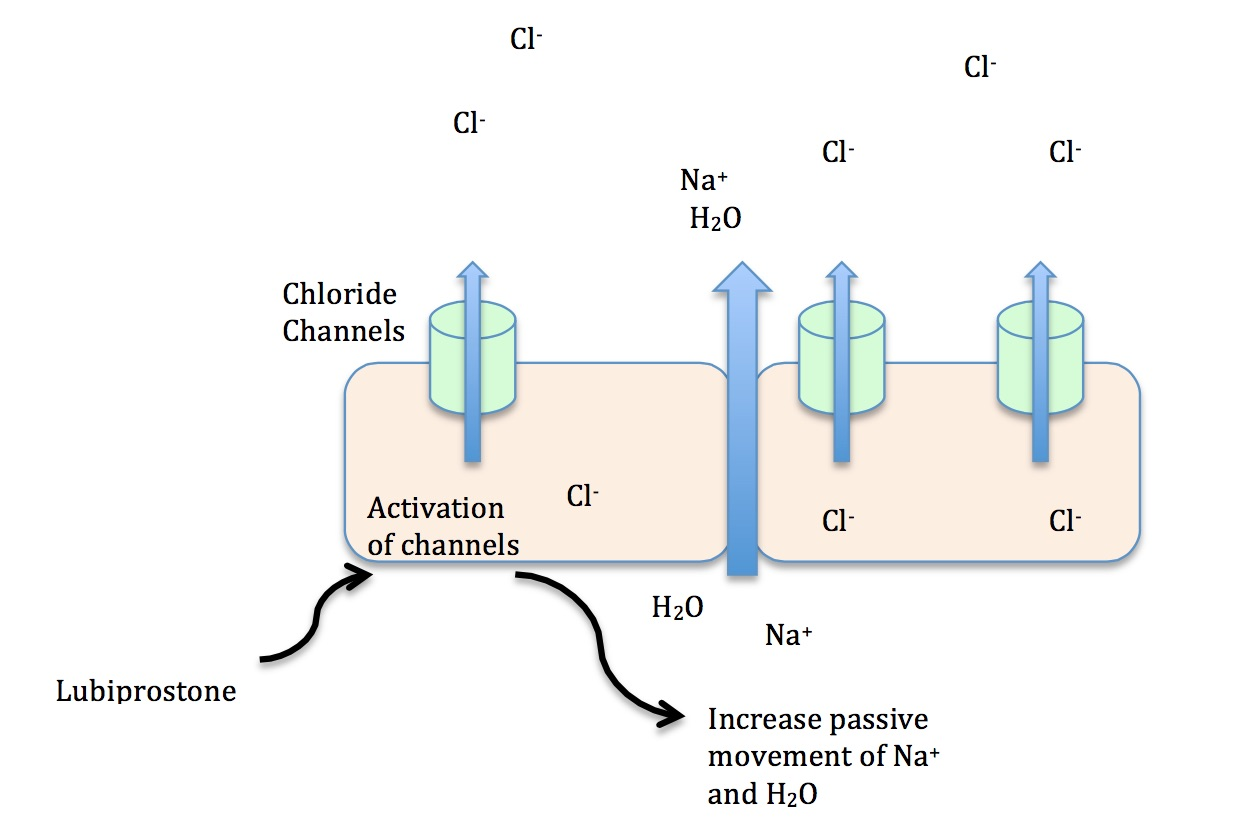 Cl⁻
Cl⁻
Cl⁻
Cl⁻
Cl⁻
Na⁺
H₂O
Chloride
Channels
Cl⁻
Activation
of channels
Cl⁻
Cl⁻
H₂O
Na⁺
Lubiprostone
Increase passive
movement of Na⁺
and H₂O